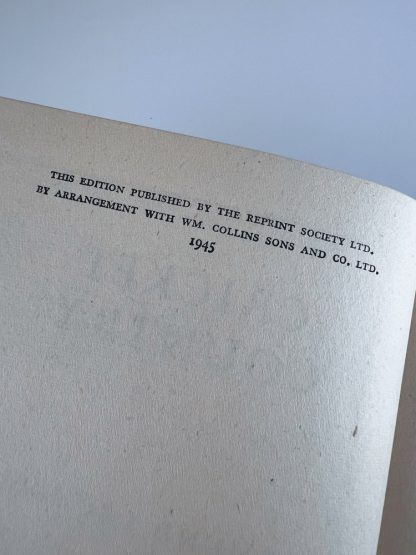 THIS EDITION PUBLISHED BY THE REPRINT SOCIETY LTD.
BY ARRANGEMENT WITH WM. COLLINS SONS AND CO. LTD.
1945